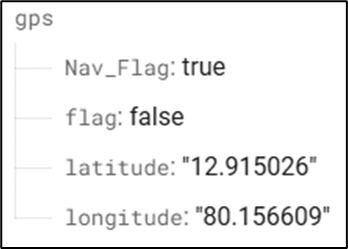 gps
Nav_Flag: true
flag: false
latitude: "12.915026"
longitude: "80.156609"